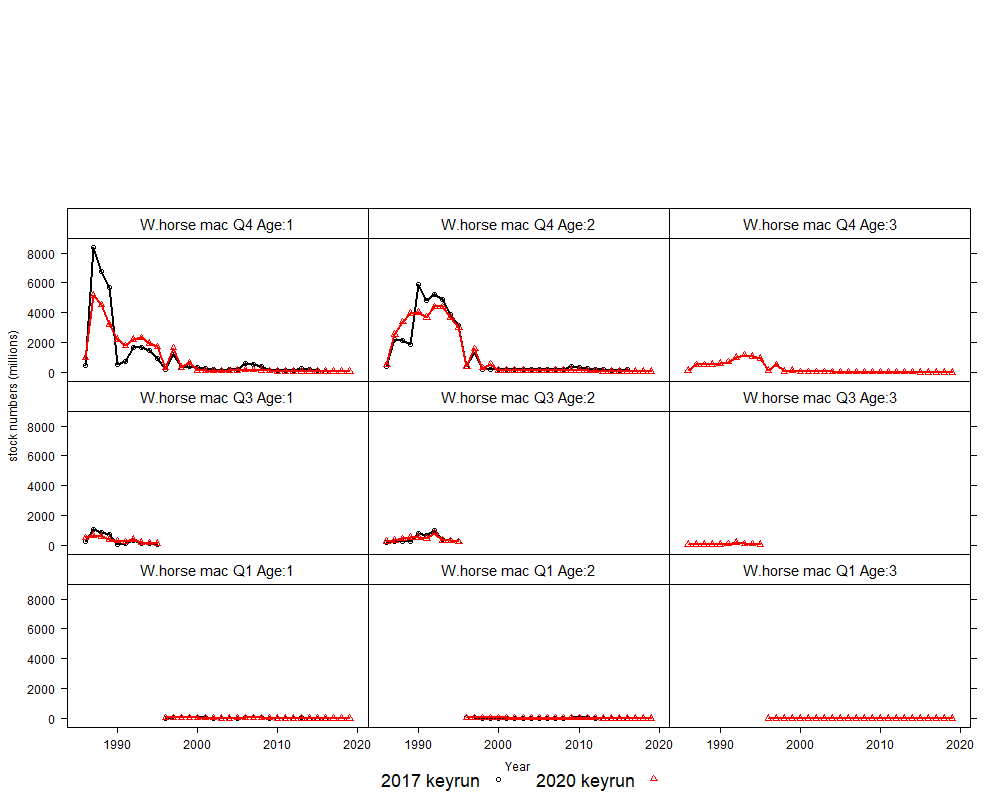 W.horse mac Q4 Age:1 W.horse mac Q4 Age:2 W.horse mac Q4 Age:3
8000
6000
4000
2000
0
W.horse mac Q3 Age:1 W.horse mac Q3 Age:2 W.horse mac Q3 Age:3
8000
6000
4000
2000
0
W.horse mac Q1 Age:1 W.horse mac Q1 Age:2 W.horse mac Q1 Age:3
8000
6000
4000
2000
0
stock numbers (millions)
1990 2000 2010 2020 1990 2000 2010 2020 1990 2000 2010 2020
Year
2017 keyrun 2020 keyrun